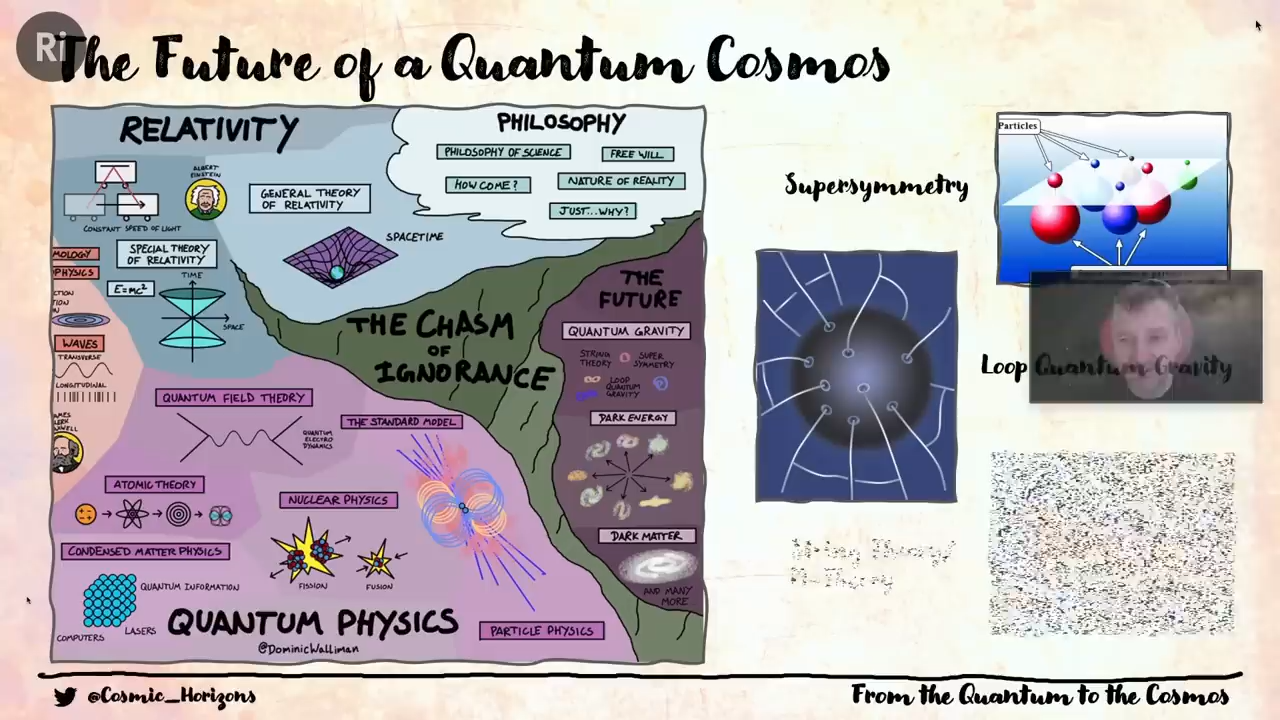 Ri
The Future of a Quantum Cosmos
RELATIVITY
CONSTANT SPEED OF LIGHT
ALBERT
EINSTEIN
GENERAL THEORY
OF RELATIVITY
SPACETIME
SPECIAL THEORY
OF RELATIVITY
E=mc²
TIME
SPACE
PHILOSOPHY
PHILOSOPHY OF SCIENCE
FREE WILL
HOW COME?
NATURE OF REALITY
JUST...WHY?
MOLOGY
PHYSICS
WAVES
TRANSVERSE
LONGITUDINAL
THE CHASM
OF
IGNORANCE
THE
FUTURE
QUANTUM GRAVITY
STRING
THEORY
SUPER
SYMMETRY
LOOP
QUANTUM
GRAVITY
DARK ENERGY
DARK MATTER
AND MANY
MORE
QUANTUM FIELD THEORY
QUANTUM
ELECTRO
DYNAMICS
THE STANDARD MODEL
ATOMIC THEORY
NUCLEAR PHYSICS
FISSION
FUSION
CONDENSED MATTER PHYSICS
QUANTUM INFORMATION
COMPUTERS
LASERS
QUANTUM PHYSICS
@DominicWalliman
PARTICLE PHYSICS
Supersymmetry
Particles
Loop Quantum Gravity
String Theory/
M-Theory
@Cosmic_Horizons
From the Quantum to the Cosmos